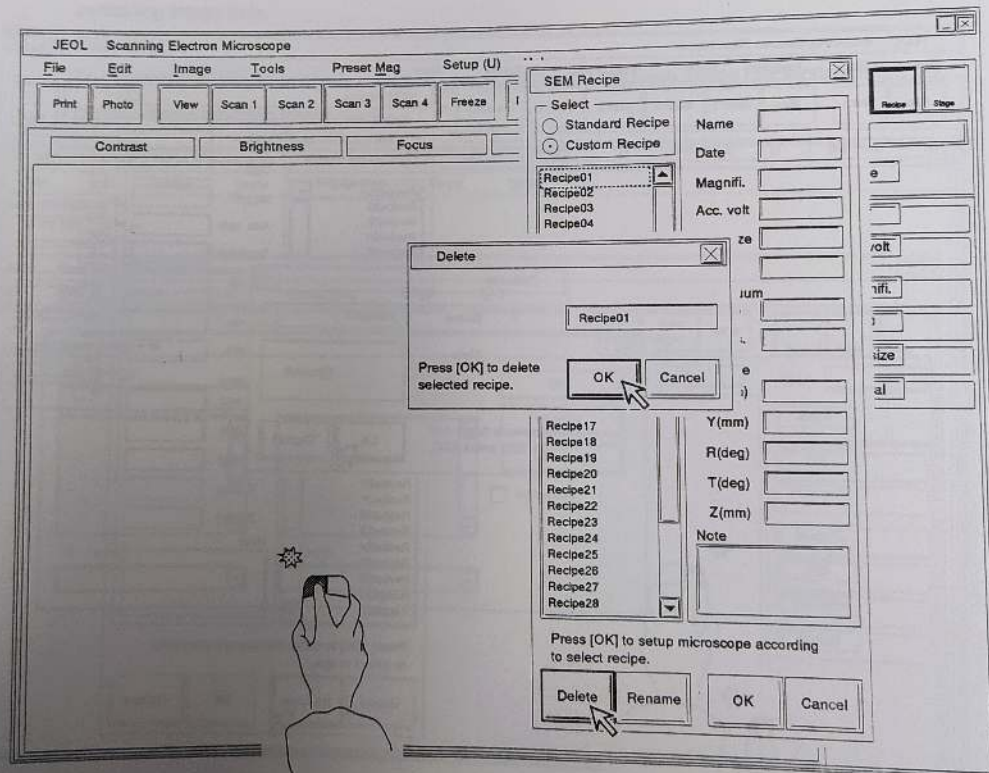 JEOL Scanning Electron Microscope
File Edit Image Tools Preset Mag Setup (U)
Print Photo View Scan 1 Scan 2 Scan 3 Scan 4 Freeze
Contrast Brightness Focus
SEM Recipe
Select
Standard Recipe
Custom Recipe
Recipe01
Recipe02
Recipe03
Recipe04
Name
Date
Magnifi.
Acc. volt
ze
um
e
)
Recipe Stage
e
volt
nifi.
size
al
Delete
Recipe01
Press [OK] to delete
selected recipe.
OK Cancel
Recipe17
Recipe18
Recipe19
Recipe20
Recipe21
Recipe22
Recipe23
Recipe24
Recipe25
Recipe26
Recipe27
Recipe28
Y(mm)
R(deg)
T(deg)
Z(mm)
Note
Press [OK] to setup microscope according
to select recipe.
Delete Rename OK Cancel